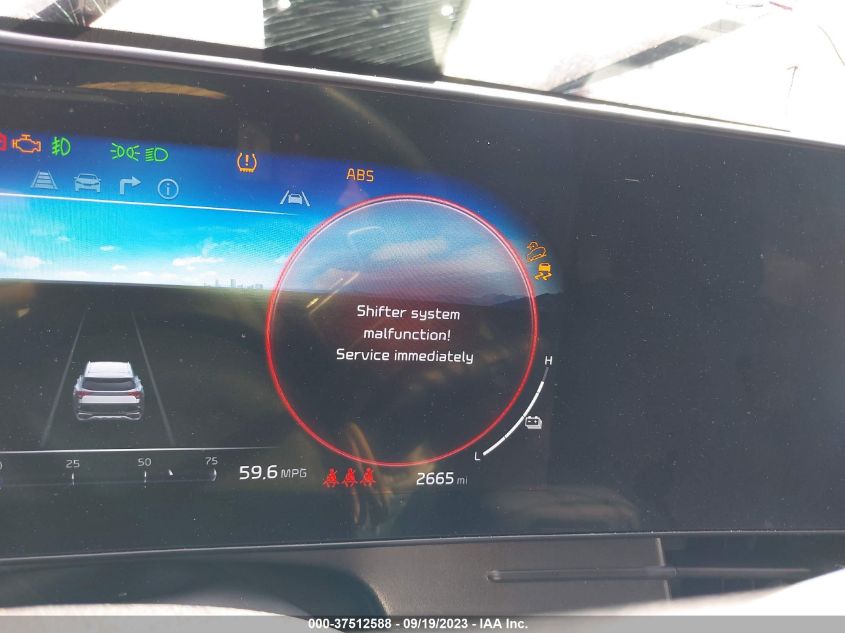 ABS
Shifter system
malfunction!
Service immediately
H
L
25 50 75
59.6 MPG
2665 mi
000-37512588 - 09/19/2023 - IAA Inc.